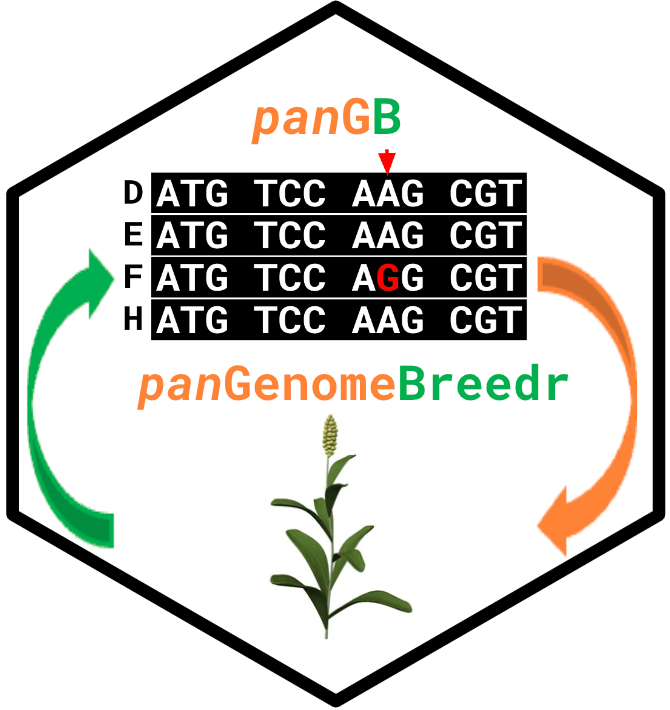 panGB
D ATG TCC AAG CGT
E ATG TCC AAG CGT
F ATG TCC AGG CGT
H ATG TCC AAG CGT
panGenomeBreedr